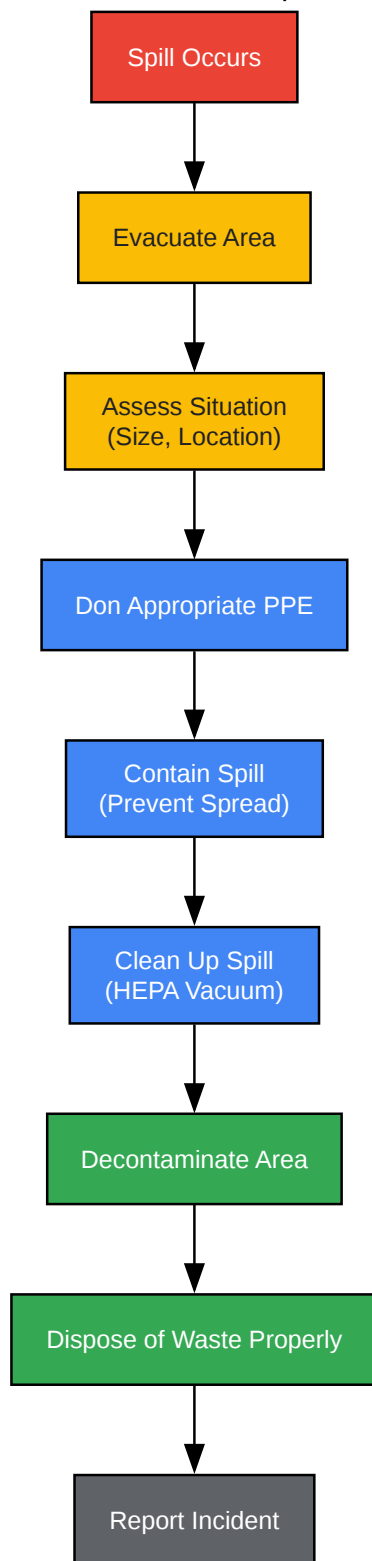 Spill Occurs
Evacuate Area
Assess Situation
(Size, Location)
Don Appropriate PPE
Contain Spill
(Prevent Spread)
Clean Up Spill
(HEPA Vacuum)
Decontaminate Area
Dispose of Waste Properly
Report Incident